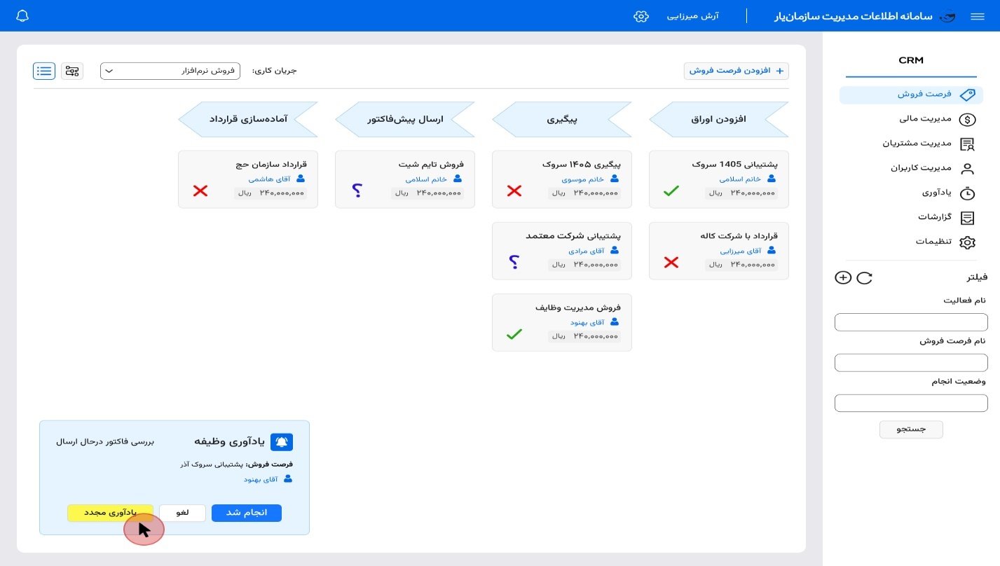 سامانه اطلاعات مدیریت سازمان‌یار
آرش میرزایی
CRM
فرصت فروش
مدیریت مالی
مدیریت مشتریان
مدیریت کاربران
یادآوری
گزارشات
تنظیمات
فیلتر
نام فعالیت
نام فرصت فروش
وضعیت انجام
جستجو
+ افزودن فرصت فروش
جریان کاری:
فروش نرم‌افزار
افزودن اوراق
پشتیبانی 1405 سروک
خانم اسلامی
۲۴۰,۰۰۰,۰۰۰ ریال
قرارداد با شرکت کاله
آقای میرزایی
۲۴۰,۰۰۰,۰۰۰ ریال
پیگیری
پیگیری ۱۴۰۵ سروک
خانم موسوی
۲۴۰,۰۰۰,۰۰۰ ریال
پشتیبانی شرکت معتمد
آقای مرادی
۲۴۰,۰۰۰,۰۰۰ ریال
؟
فروش مدیریت وظایف
آقای بهنود
۲۴۰,۰۰۰,۰۰۰ ریال
ارسال پیش‌فاکتور
فروش تایم شیت
خانم اسلامی
۲۴۰,۰۰۰,۰۰۰ ریال
؟
آماده‌سازی قرارداد
قرارداد سازمان حج
آقای هاشمی
۲۴۰,۰۰۰,۰۰۰ ریال
یادآوری وظیفه
بررسی فاکتور درحال ارسال
فرصت فروش: پشتیبانی سروک آذر
آقای بهنود
انجام شد
لغو
یادآوری مجدد